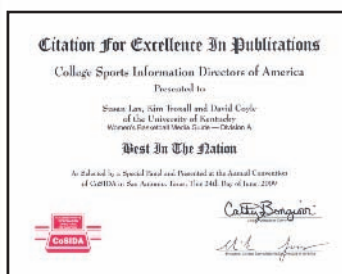 Citation For Excellence In Publications
College Sports Information Directors of America
Presented to
Susan Lax, Kim Troxall and David Coyle
of the University of Kentucky
Women's Basketball Media Guide — Division A
Best In The Nation
As Selected by a Special Panel and Presented at the Annual Convention
of CoSIDA in San Antonio, Texas, This 24th Day of June, 2009
CoSIDA